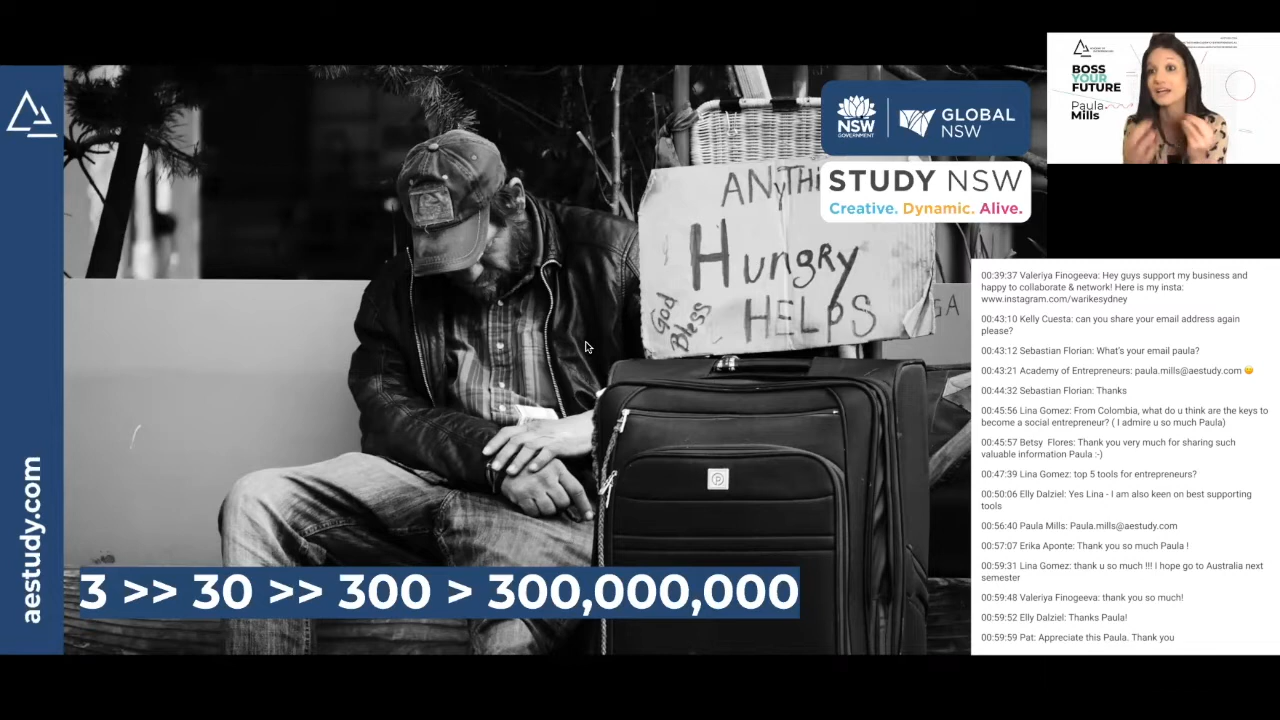 aestudy.com
NSW
GOVERNMENT
GLOBAL
NSW
STUDY NSW
Creative. Dynamic. Alive.
ANyTHI
Hungry
HELPS
God
Bless
GA
3 >> 30 >> 300 > 300,000,000
BOSS
YOUR
FUTURE
Paula
Mills
00:39:37 Valeriya Finogeeva: Hey guys support my business and
happy to collaborate & network! Here is my insta:
www.instagram.com/warikesydney
00:43:10 Kelly Cuesta: can you share your email address again
please?
00:43:12 Sebastian Florian: What's your email paula?
00:43:21 Academy of Entrepreneurs: paula.mills@aestudy.com 🙂
00:44:32 Sebastian Florian: Thanks
00:45:56 Lina Gomez: From Colombia, what do u think are the keys to
become a social entrepreneur? ( I admire u so much Paula)
00:45:57 Betsy Flores: Thank you very much for sharing such
valuable information Paula :-)
00:47:39 Lina Gomez: top 5 tools for entrepreneurs?
00:50:06 Elly Dalziel: Yes Lina - I am also keen on best supporting
tools
00:56:40 Paula Mills: Paula.mills@aestudy.com
00:57:07 Erika Aponte: Thank you so much Paula !
00:59:31 Lina Gomez: thank u so much !!! I hope go to Australia next
semester
00:59:48 Valeriya Finogeeva: thank you so much!
00:59:52 Elly Dalziel: Thanks Paula!
00:59:59 Pat: Appreciate this Paula. Thank you